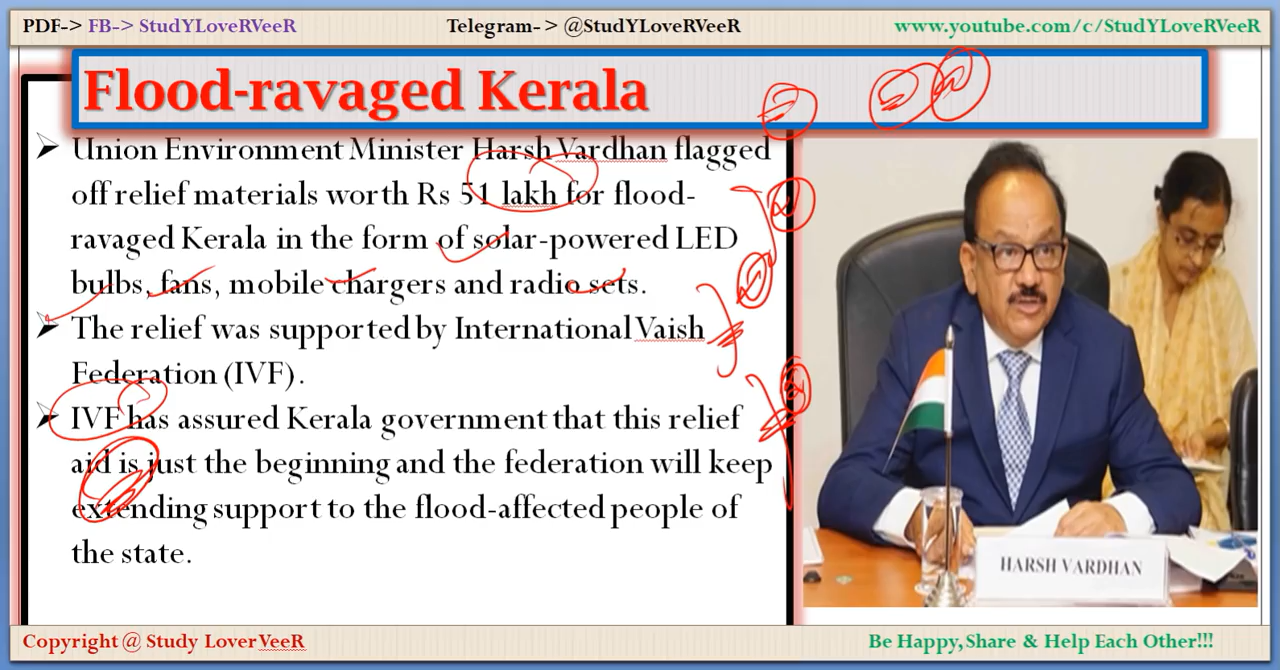 PDF-> FB-> StudYLoveRVeeR
Telegram-> @StudYLoveRVeeR
www.youtube.com/c/StudYLoveRVeeR
Flood-ravaged Kerala
Union Environment Minister Harsh Vardhan flagged
off relief materials worth Rs 51 lakh for flood-
ravaged Kerala in the form of solar-powered LED
bulbs, fans, mobile chargers and radio sets.
The relief was supported by International Vaish
Federation (IVF).
IVF has assured Kerala government that this relief
aid is just the beginning and the federation will keep
extending support to the flood-affected people of
the state.
HARSH VARDHAN
Copyright @ Study LoverVeeR
Be Happy,Share & Help Each Other!!!